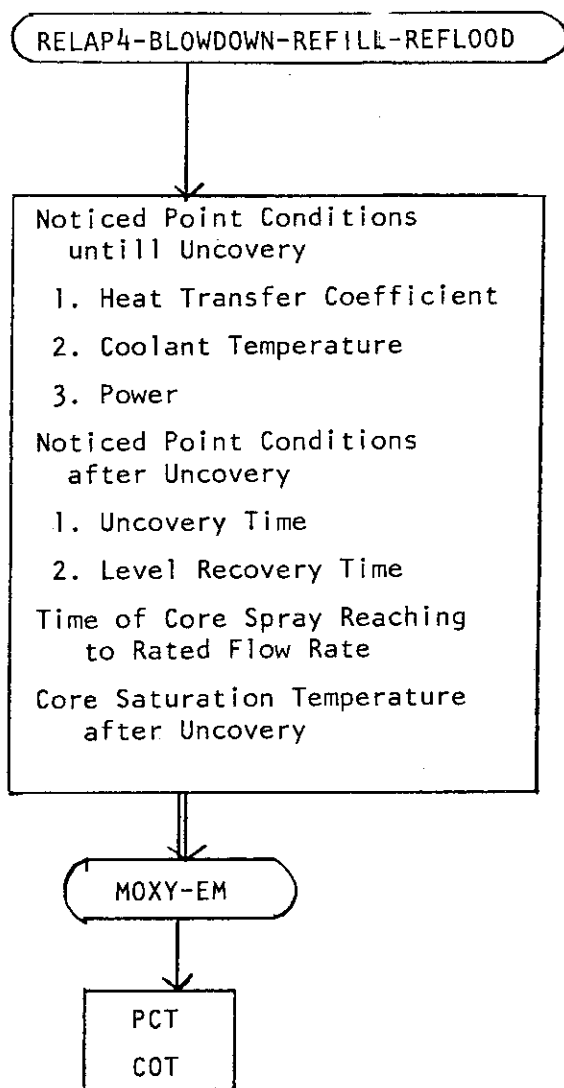 RELAP4-BLOWDOWN-REFILL-REFLOOD
Noticed Point Conditions
untill Uncovery
1. Heat Transfer Coefficient
2. Coolant Temperature
3. Power
Noticed Point Conditions
after Uncovery
1. Uncovery Time
2. Level Recovery Time
Time of Core Spray Reaching
to Rated Flow Rate
Core Saturation Temperature
after Uncovery
MOXY-EM
PCT
COT